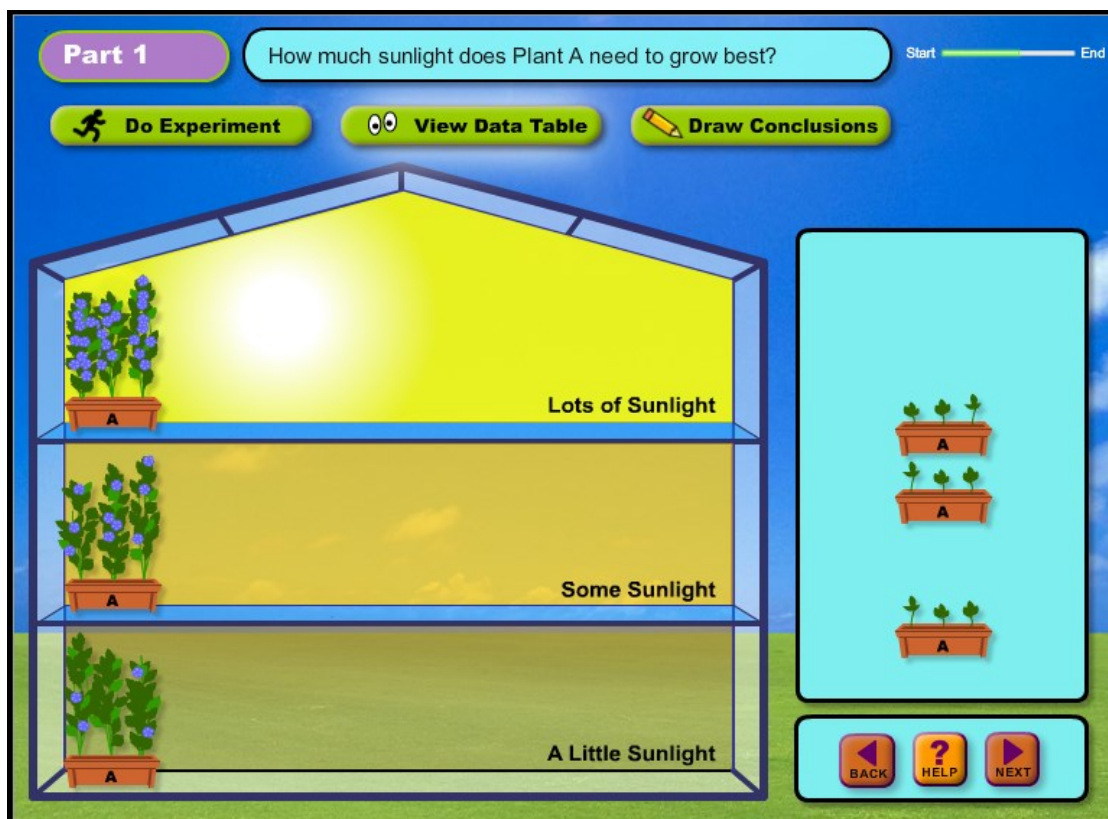 Part 1
How much sunlight does Plant A need to grow best?
Start
End
Do Experiment
View Data Table
Draw Conclusions
A
Lots of Sunlight
A
A
A
Some Sunlight
A
A
A Little Sunlight
BACK
?
HELP
NEXT